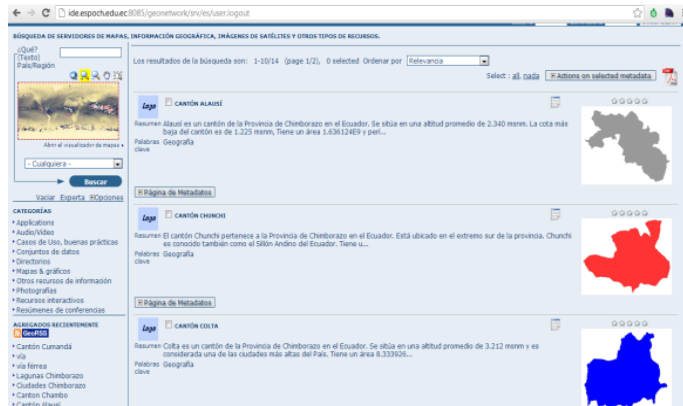 ide.espoch.edu.ec:8085/geonetwork/srv/es/user.logout
BÚSQUEDA DE SERVIDORES DE MAPAS, INFORMACIÓN GEOGRÁFICA, IMÁGENES DE SATÉLITES Y OTROS TIPOS DE RECURSOS.
¿Qué?
(Texto)
País/Región
Abrir el visualizador de mapas
- Cualquiera -
Buscar
Vaciar Experta Opciones
CATEGORÍAS
Applications
Audio/Video
Casos de Uso, buenas prácticas
Conjuntos de datos
Directorios
Mapas & gráficos
Otros recursos de información
Photografías
Recursos interactivos
Resúmenes de conferencias
AGREGADOS RECIENTEMENTE
GeoRSS
Cantón Cumandá
vía
vía férrea
Lagunas Chimborazo
Ciudades Chimborazo
Canton Chambo
Cantón Alausí
Los resultados de la búsqueda son: 1-10/14 (page 1/2), 0 selected Ordenar por Relevancia
Select : all, nada Actions on selected metadata
Logo CANTÓN ALAUSÍ
Resumen Alausí es un cantón de la Provincia de Chimborazo en el Ecuador. Se sitúa en una altitud promedio de 2.340 msnm. La cota más
baja del cantón es de 1.225 msnm, Tiene un área 1.636124E9 y perí...
Palabras Geografía
clave
Página de Metadatos
Logo CANTÓN CHUNCHI
Resumen El cantón Chunchi pertenece a la Provincia de Chimborazo en el Ecuador. Está ubicado en el extremo sur de la provincia. Chunchi
es conocido también como el Sillón Andino del Ecuador. Tiene u...
Palabras Geografía
clave
Página de Metadatos
Logo CANTÓN COLTA
Resumen Colta es un cantón de la Provincia de Chimborazo en el Ecuador. Se sitúa en una altitud promedio de 3.212 msnm y es
considerada una de las ciudades más altas del País. Tiene un área 8.333926...
Palabras Geografía
clave